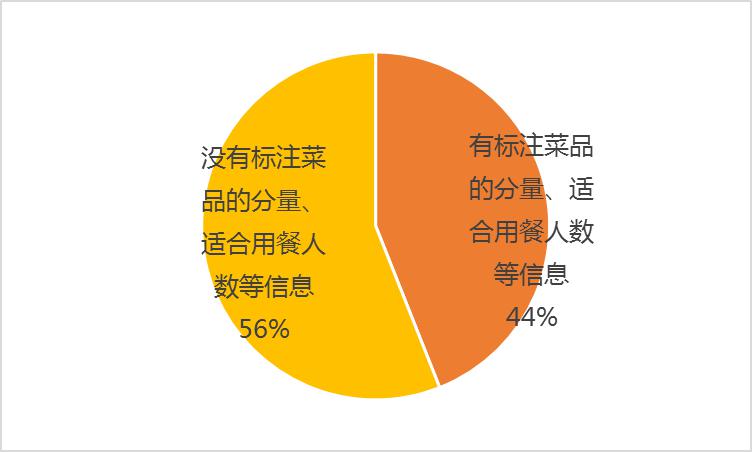 没有标注菜
品的分量、
适合用餐人
数等信息
56%
有标注菜品
的分量、适
合用餐人数
等信息
44%